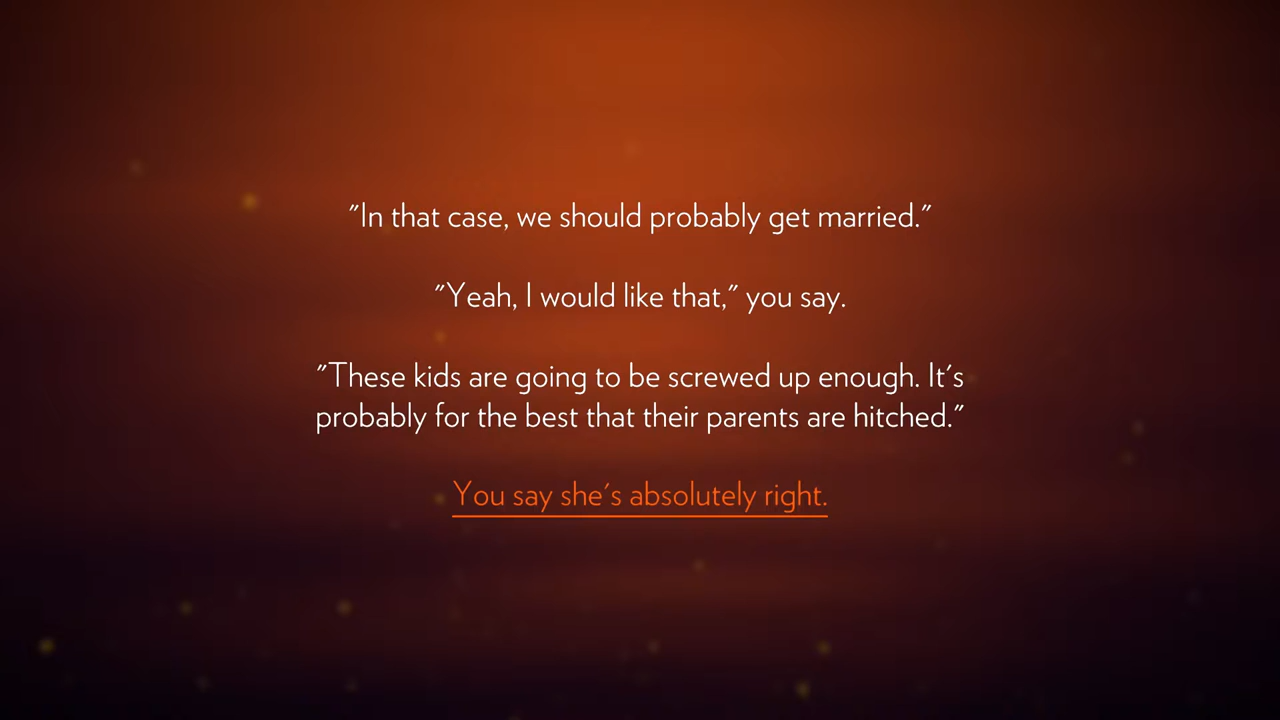 "In that case, we should probably get married."
"Yeah, I would like that," you say.
"These kids are going to be screwed up enough. It's
probably for the best that their parents are hitched."
You say she's absolutely right.